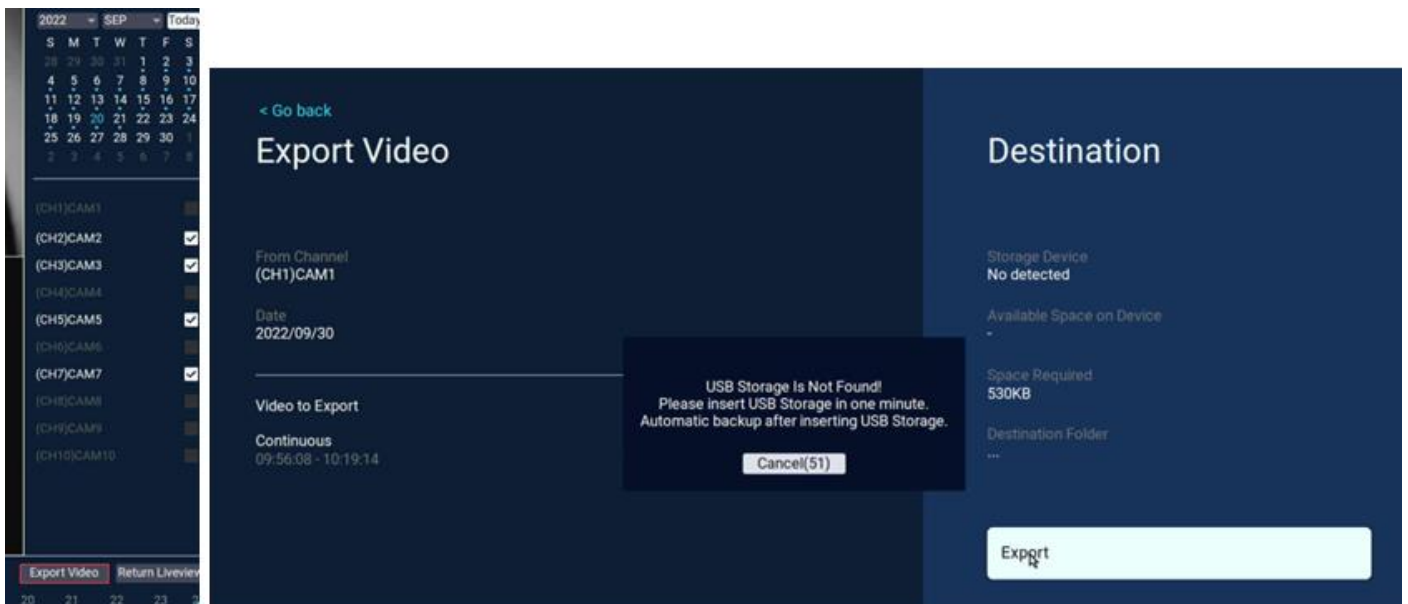 2022 SEP Today
S M T W T F S
28 29 30 31 1 2 3
4 5 6 7 8 9 10
11 12 13 14 15 16 17
18 19 20 21 22 23 24
25 26 27 28 29 30 1
2 3 4 5 6 7 8
(CH1)CAM1
(CH2)CAM2
(CH3)CAM3
(CH4)CAM4
(CH5)CAM5
(CH6)CAM6
(CH7)CAM7
(CH8)CAM8
(CH9)CAM9
(CH10)CAM10
Export Video Return Liveview
20 21 22 23
< Go back
Export Video
From Channel
(CH1)CAM1
Date
2022/09/30
Video to Export
Continuous
09:56:08 - 10:19:14
USB Storage Is Not Found!
Please insert USB Storage in one minute.
Automatic backup after inserting USB Storage.
Cancel(51)
Destination
Storage Device
No detected
Available Space on Device
-
Space Required
530KB
Destination Folder
...
Export